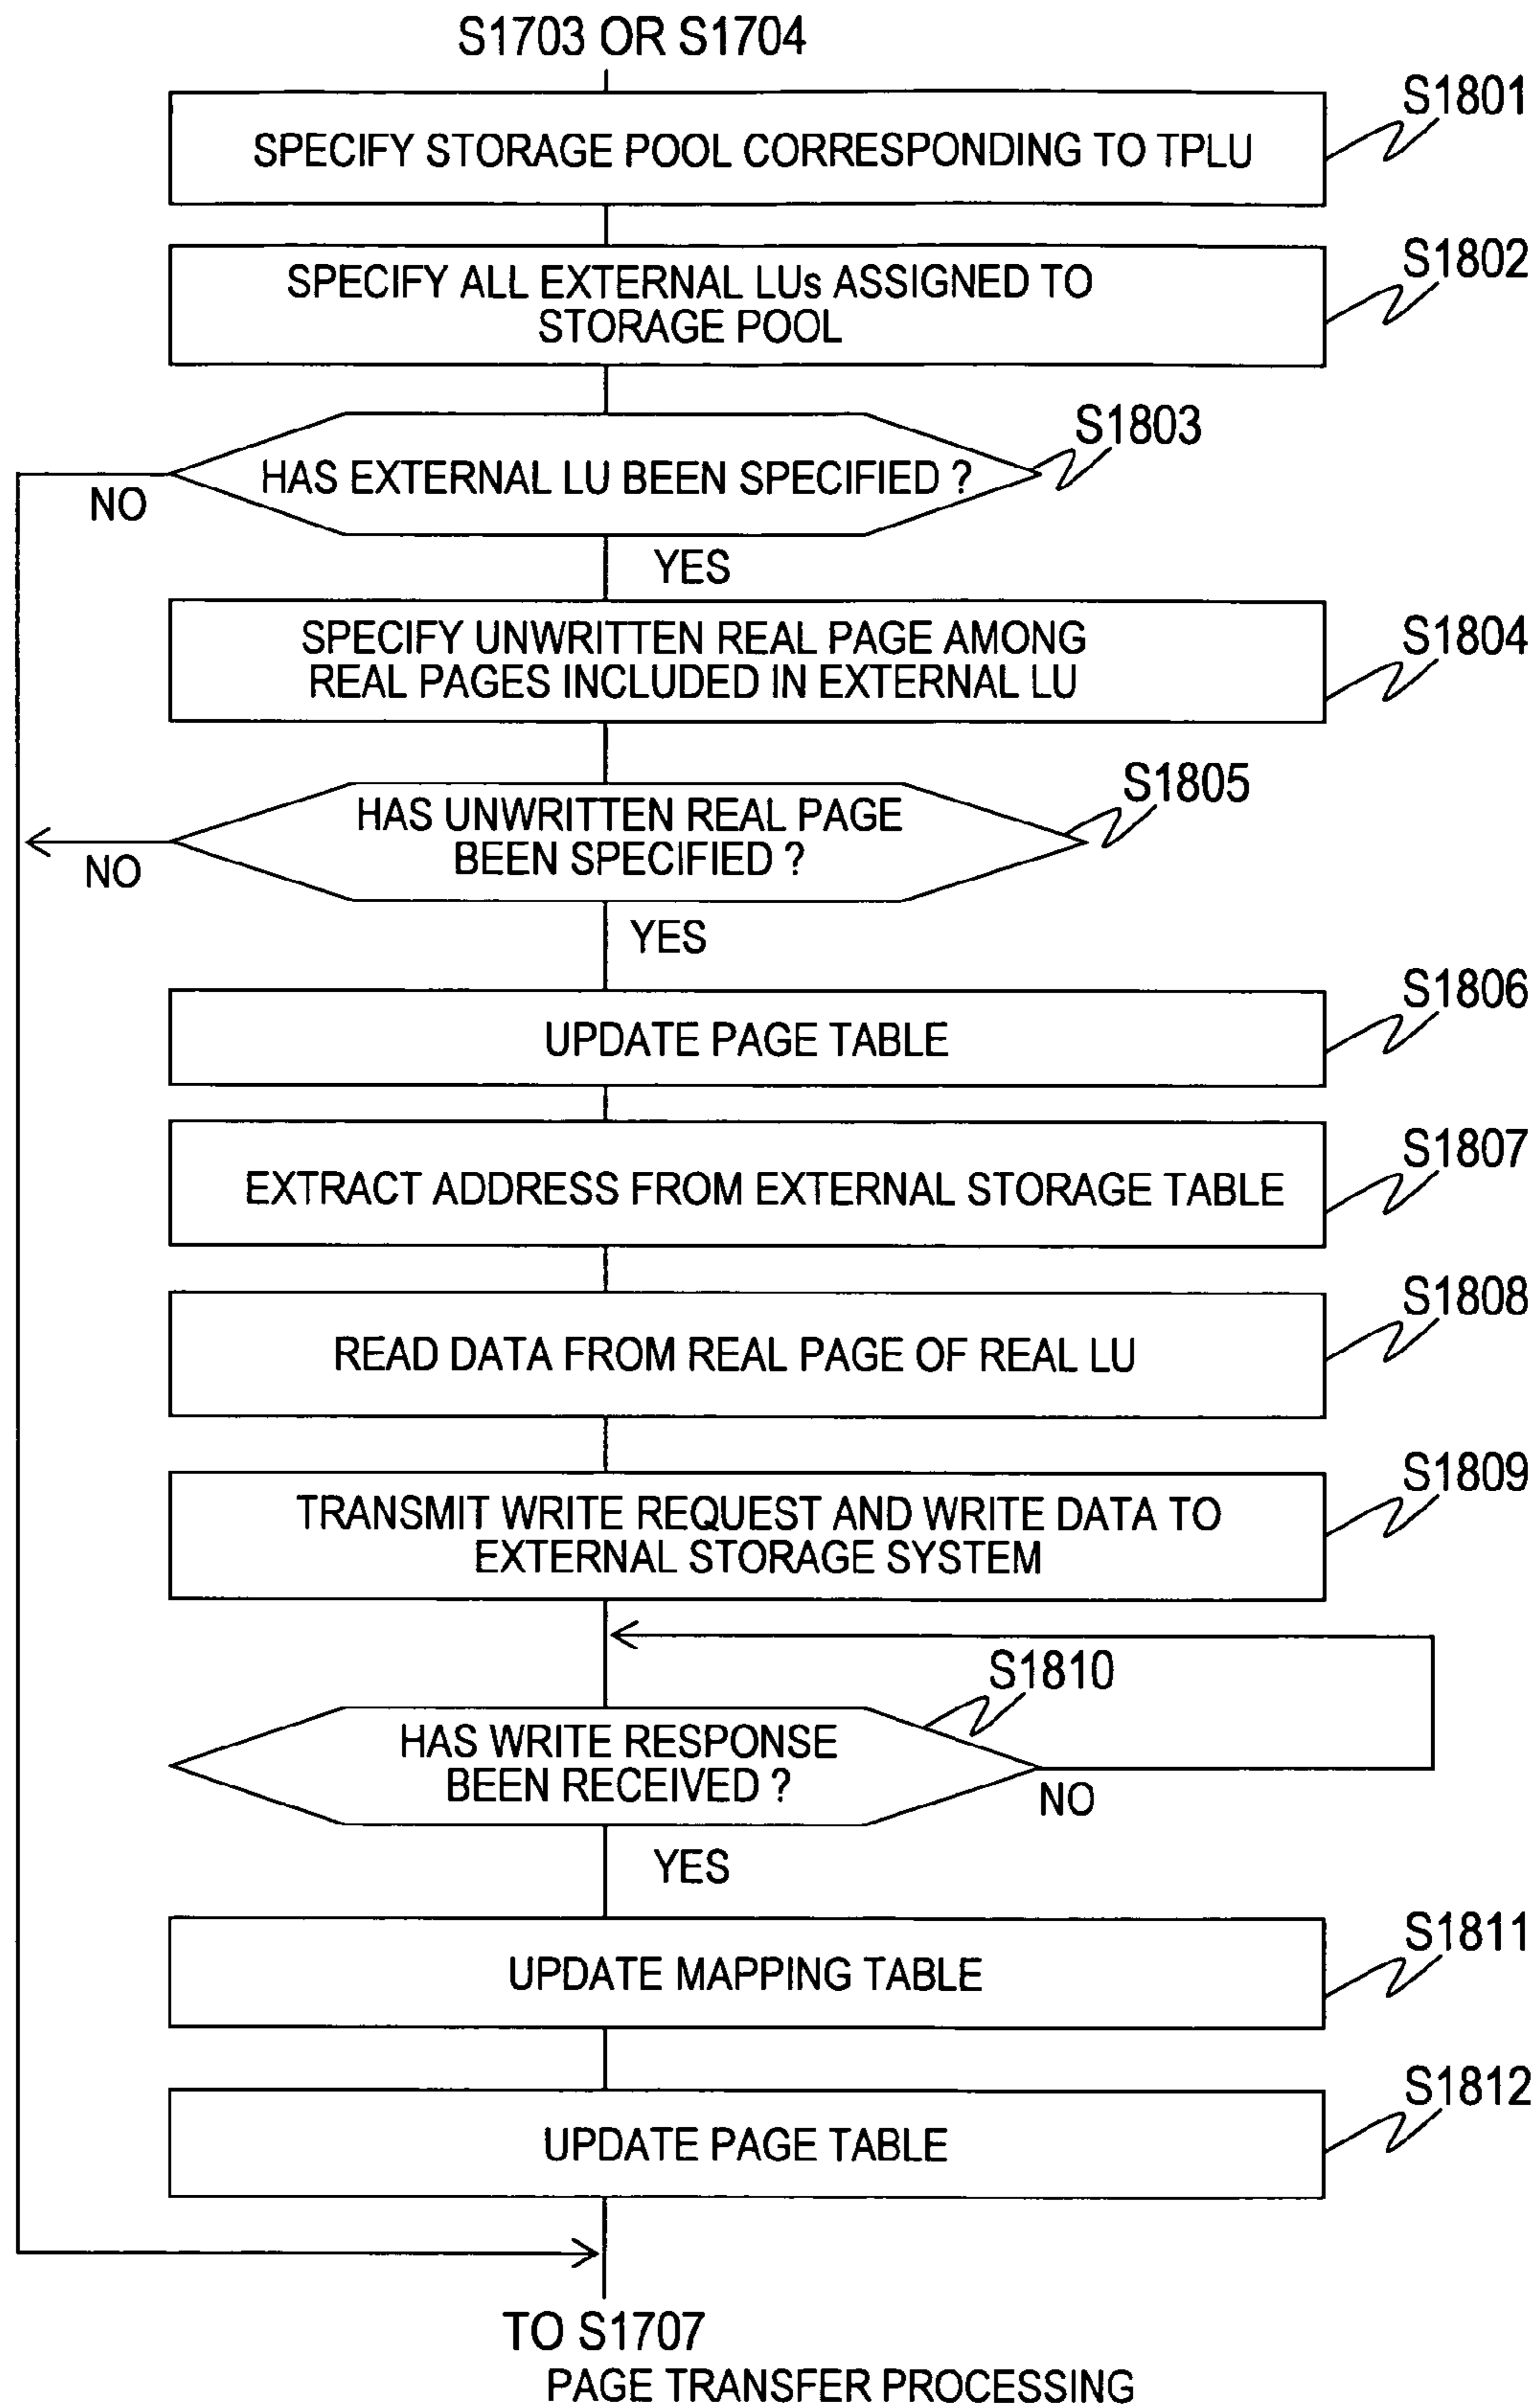 S1703 OR S1704
S1801
SPECIFY STORAGE POOL CORRESPONDING TO TPLU
S1802
SPECIFY ALL EXTERNAL LUs ASSIGNED TO
STORAGE POOL
S1803
HAS EXTERNAL LU BEEN SPECIFIED ?
NO
YES
S1804
SPECIFY UNWRITTEN REAL PAGE AMONG
REAL PAGES INCLUDED IN EXTERNAL LU
S1805
HAS UNWRITTEN REAL PAGE
BEEN SPECIFIED ?
NO
YES
S1806
UPDATE PAGE TABLE
S1807
EXTRACT ADDRESS FROM EXTERNAL STORAGE TABLE
S1808
READ DATA FROM REAL PAGE OF REAL LU
S1809
TRANSMIT WRITE REQUEST AND WRITE DATA TO
EXTERNAL STORAGE SYSTEM
S1810
HAS WRITE RESPONSE
BEEN RECEIVED ?
NO
YES
S1811
UPDATE MAPPING TABLE
S1812
UPDATE PAGE TABLE
TO S1707
PAGE TRANSFER PROCESSING